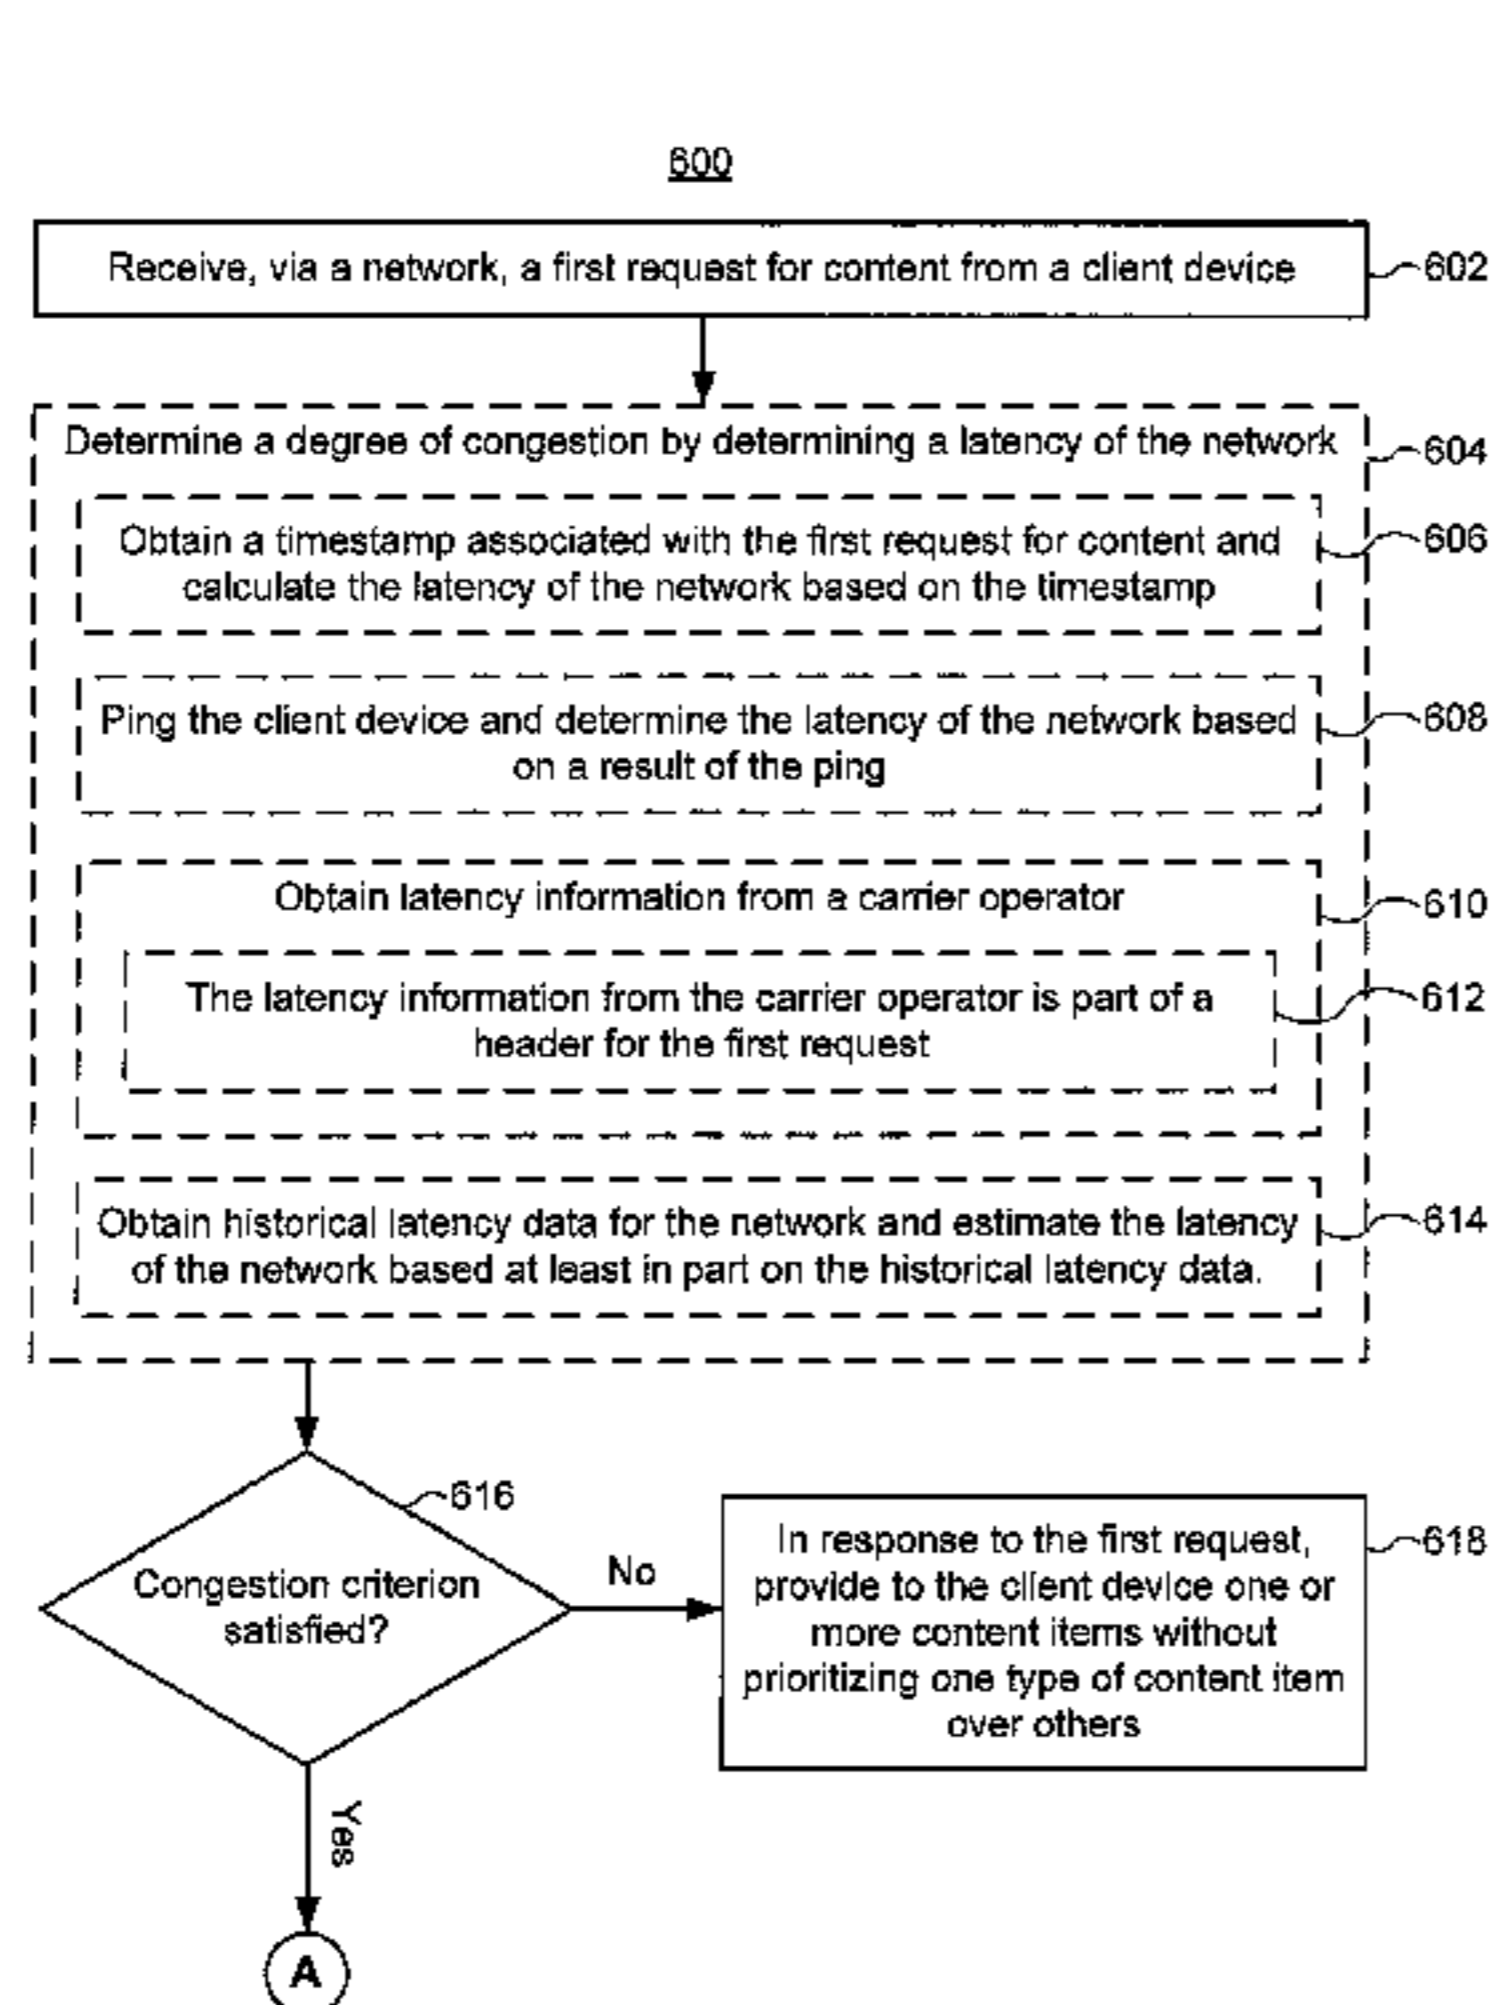 600
Receive, via a network, a first request for content from a client device
602
Determine a degree of congestion by determining a latency of the network
604
Obtain a timestamp associated with the first request for content and
calculate the latency of the network based on the timestamp
606
Ping the client device and determine the latency of the network based
on a result of the ping
608
Obtain latency information from a carrier operator
610
The latency information from the carrier operator is part of a
header for the first request
612
Obtain historical latency data for the network and estimate the latency
of the network based at least in part on the historical latency data.
614
616
Congestion criterion
satisfied?
No
In response to the first request,
provide to the client device one or
more content items without
prioritizing one type of content item
over others
618
Yes
A